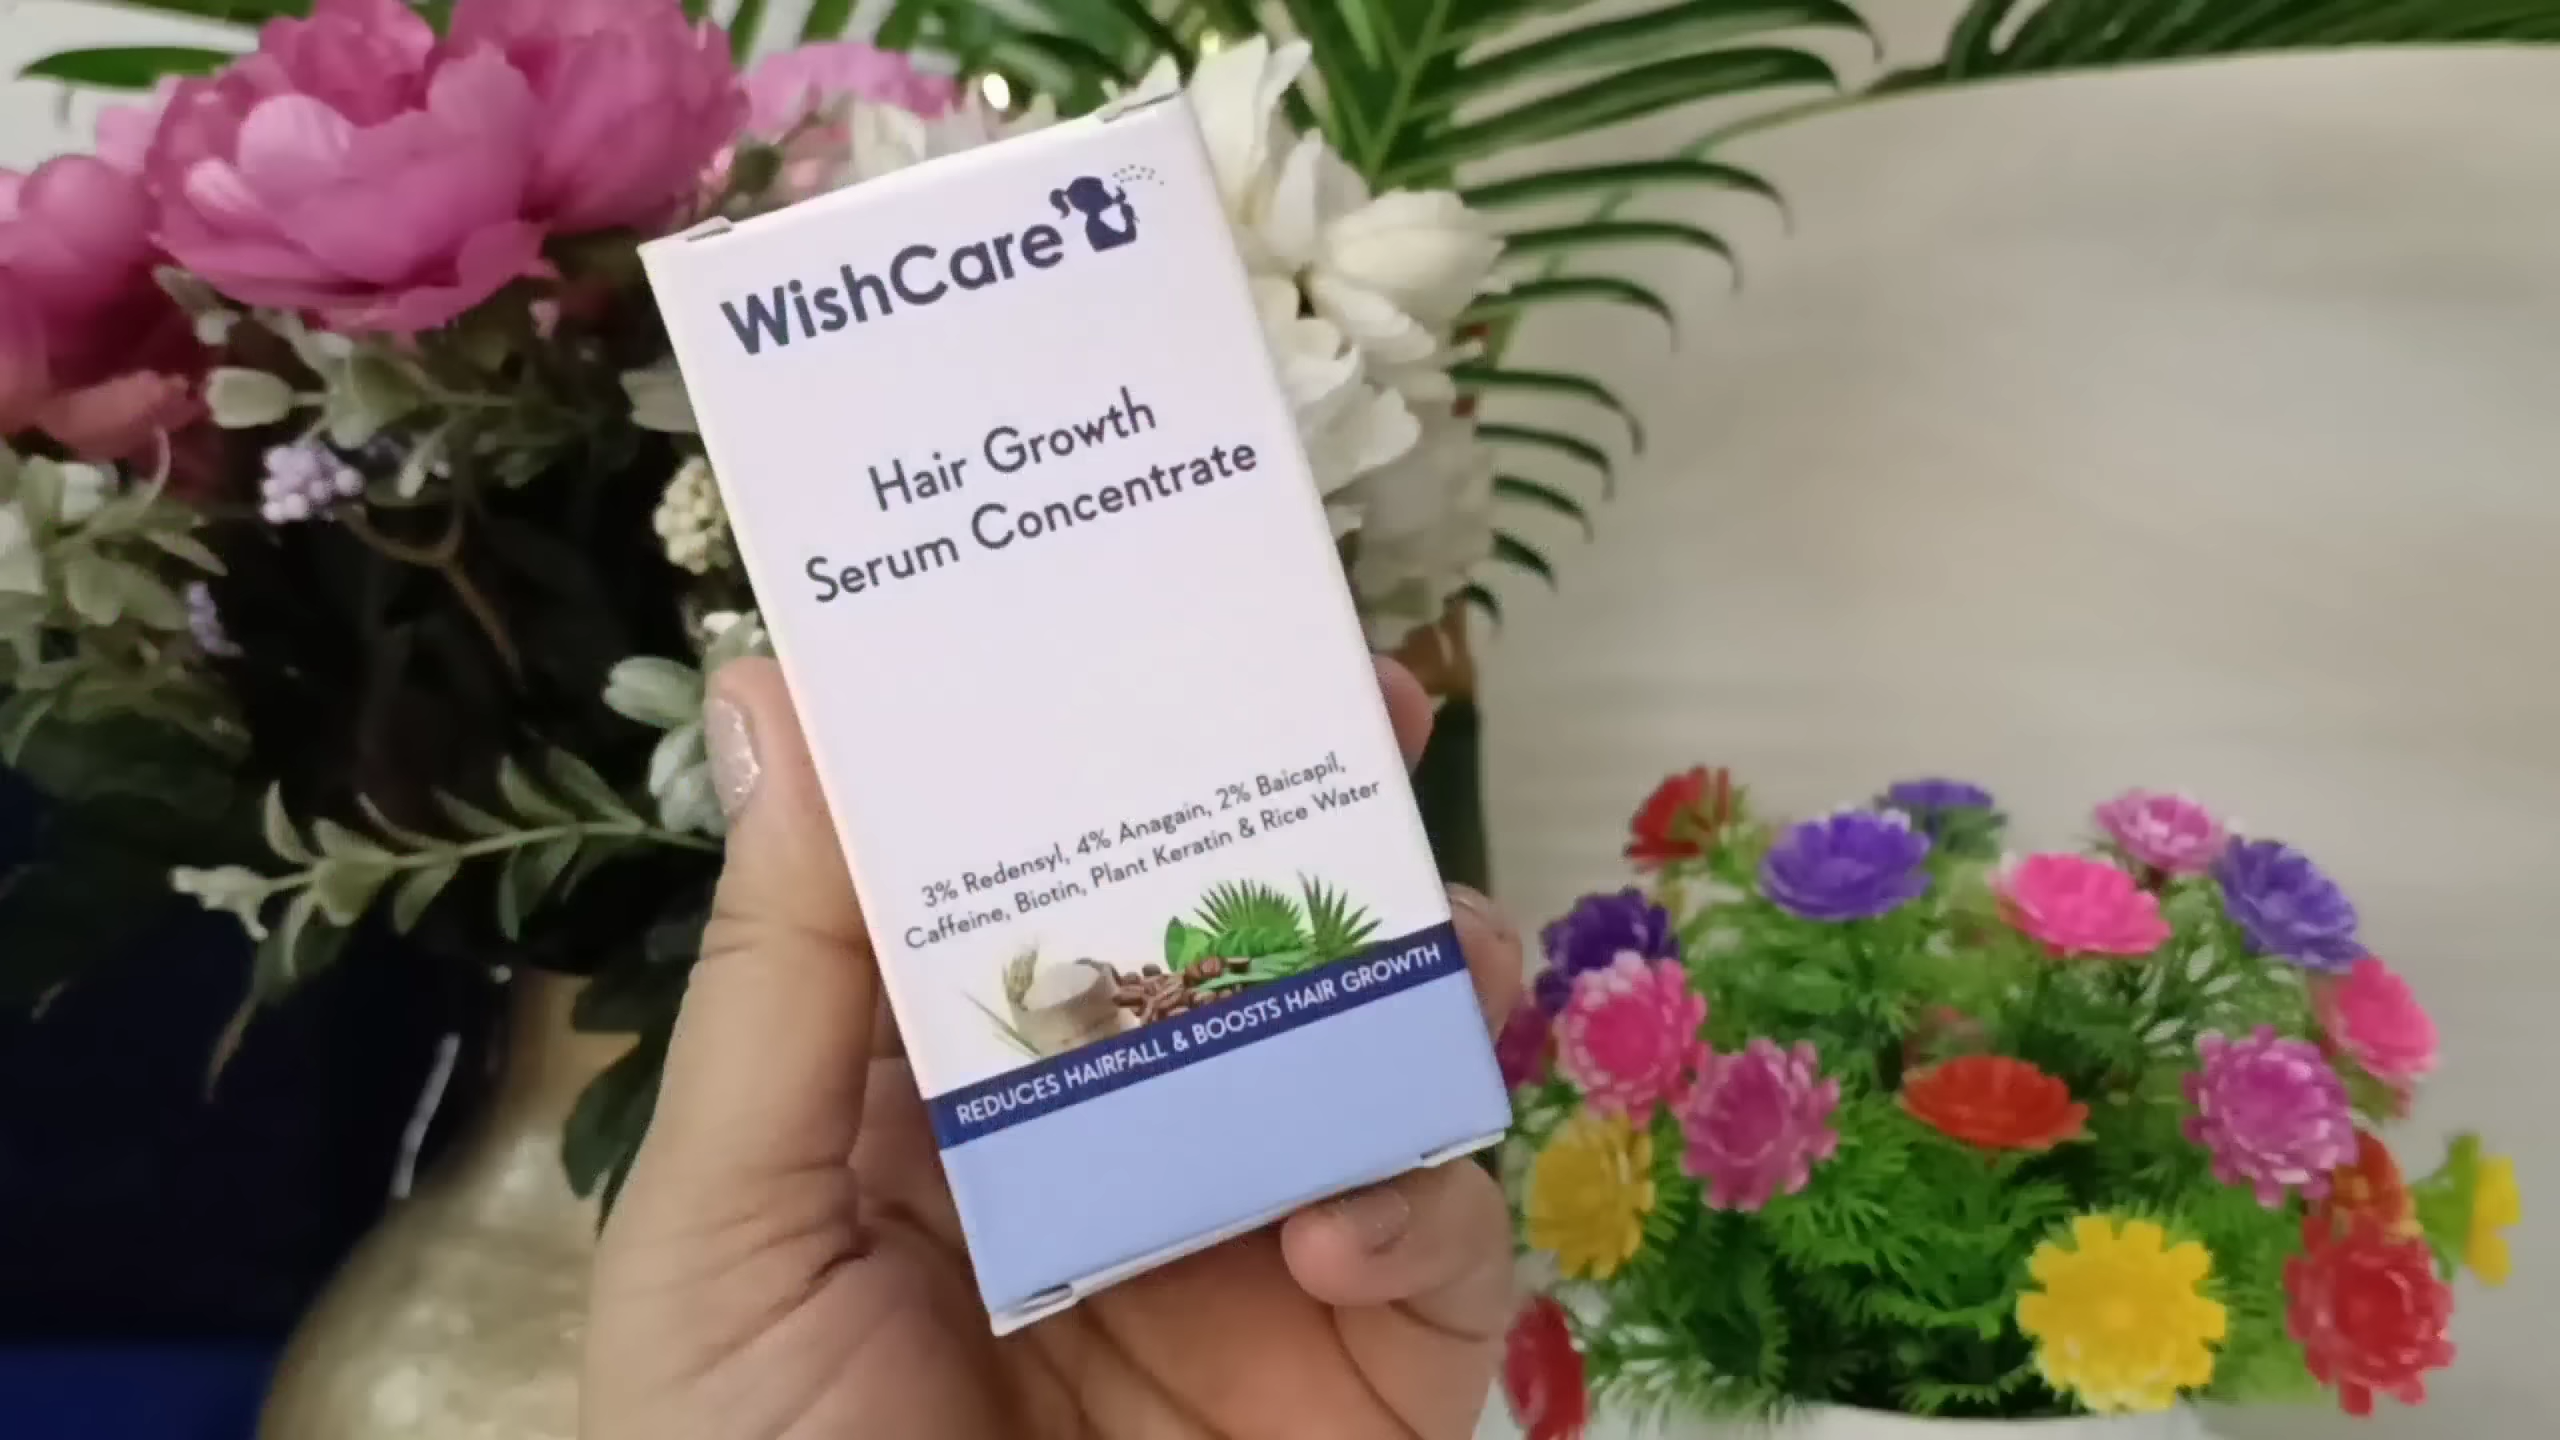 WishCare
Hair Growth
Serum Concentrate
3% Redensyl, 4% Anagain, 2% Baicapil,
Caffeine, Biotin, Plant Keratin & Rice Water
REDUCES HAIRFALL & BOOSTS HAIR GROWTH